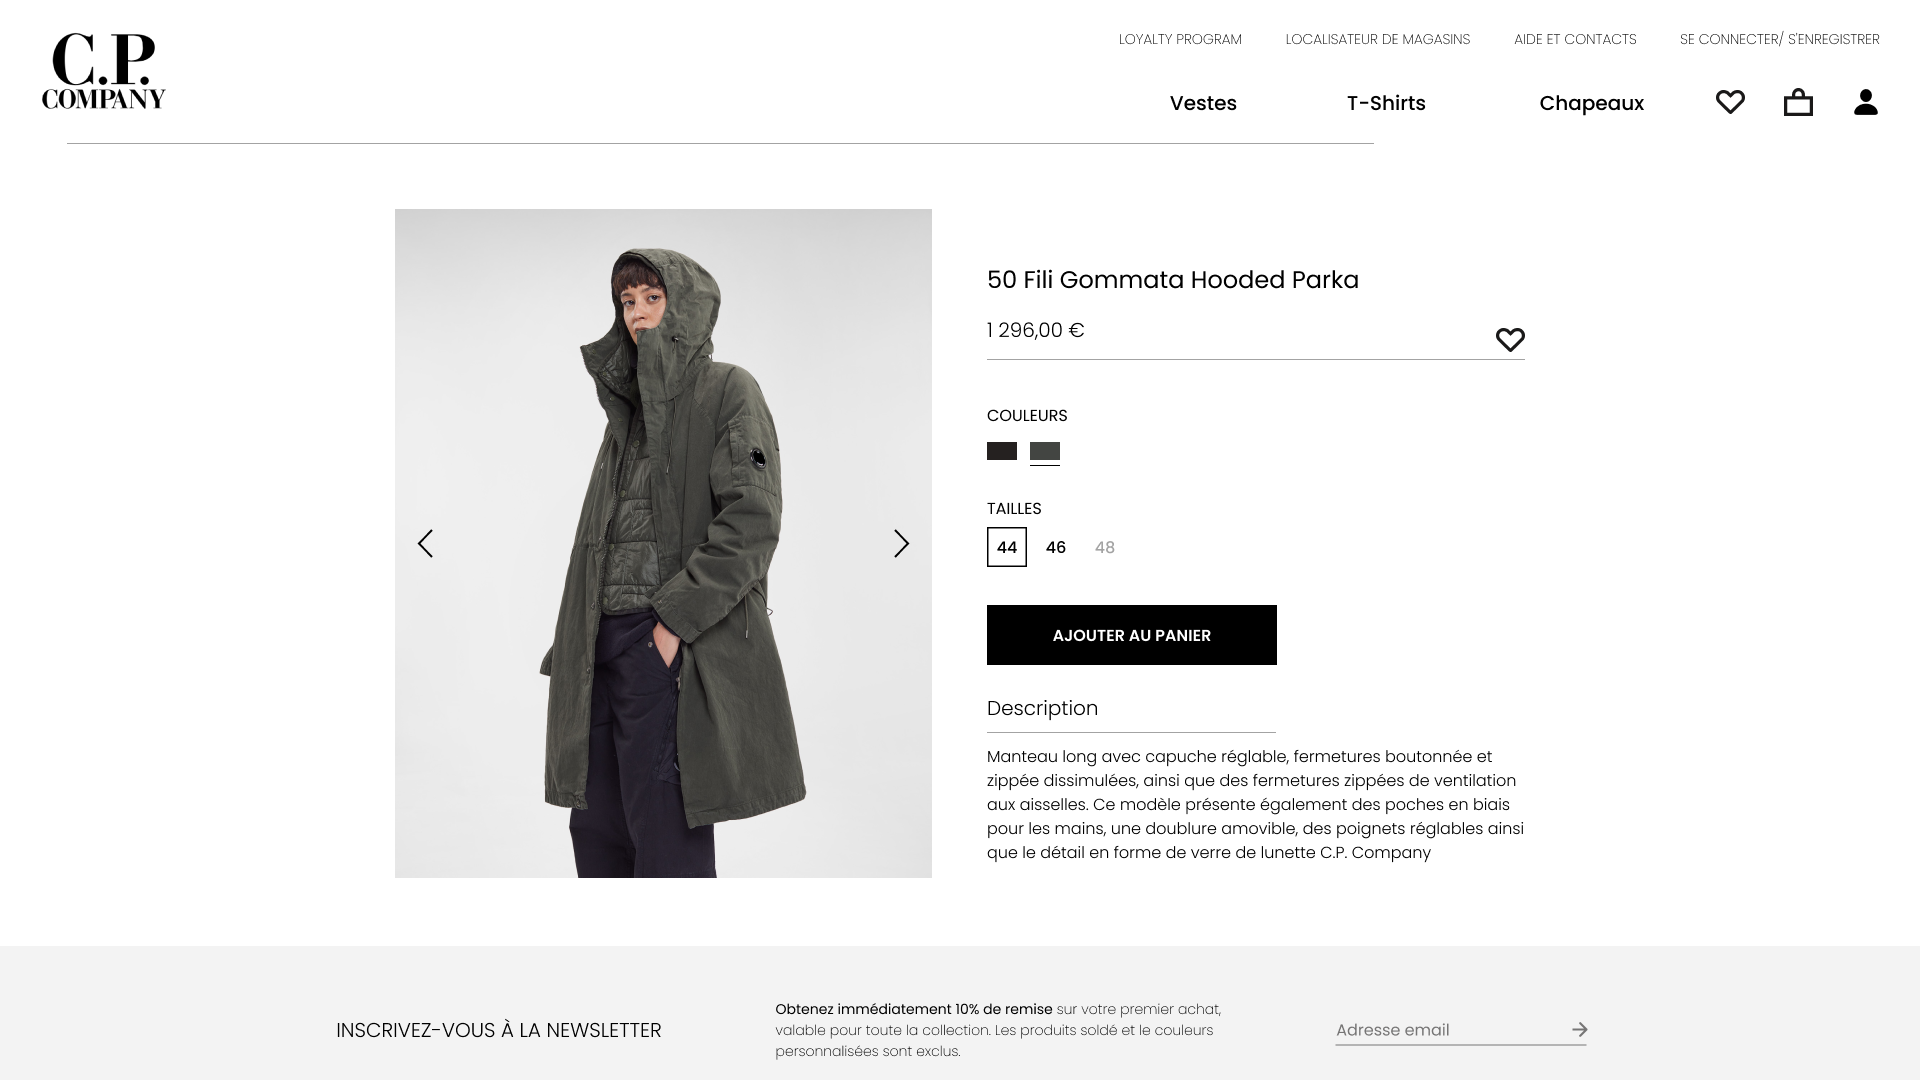 C.P.
COMPANY
LOYALTY PROGRAM LOCALISATEUR DE MAGASINS AIDE ET CONTACTS SE CONNECTER/ S'ENREGISTRER
Vestes T-Shirts Chapeaux
50 Fili Gommata Hooded Parka
1 296,00 €
COULEURS
TAILLES
44 46 48
AJOUTER AU PANIER
Description
Manteau long avec capuche réglable, fermetures boutonnée et
zippée dissimulées, ainsi que des fermetures zippées de ventilation
aux aisselles. Ce modèle présente également des poches en biais
pour les mains, une doublure amovible, des poignets réglables ainsi
que le détail en forme de verre de lunette C.P. Company
INSCRIVEZ-VOUS À LA NEWSLETTER
Obtenez immédiatement 10% de remise sur votre premier achat,
valable pour toute la collection. Les produits soldé et le couleurs
personnalisées sont exclus.
Adresse email